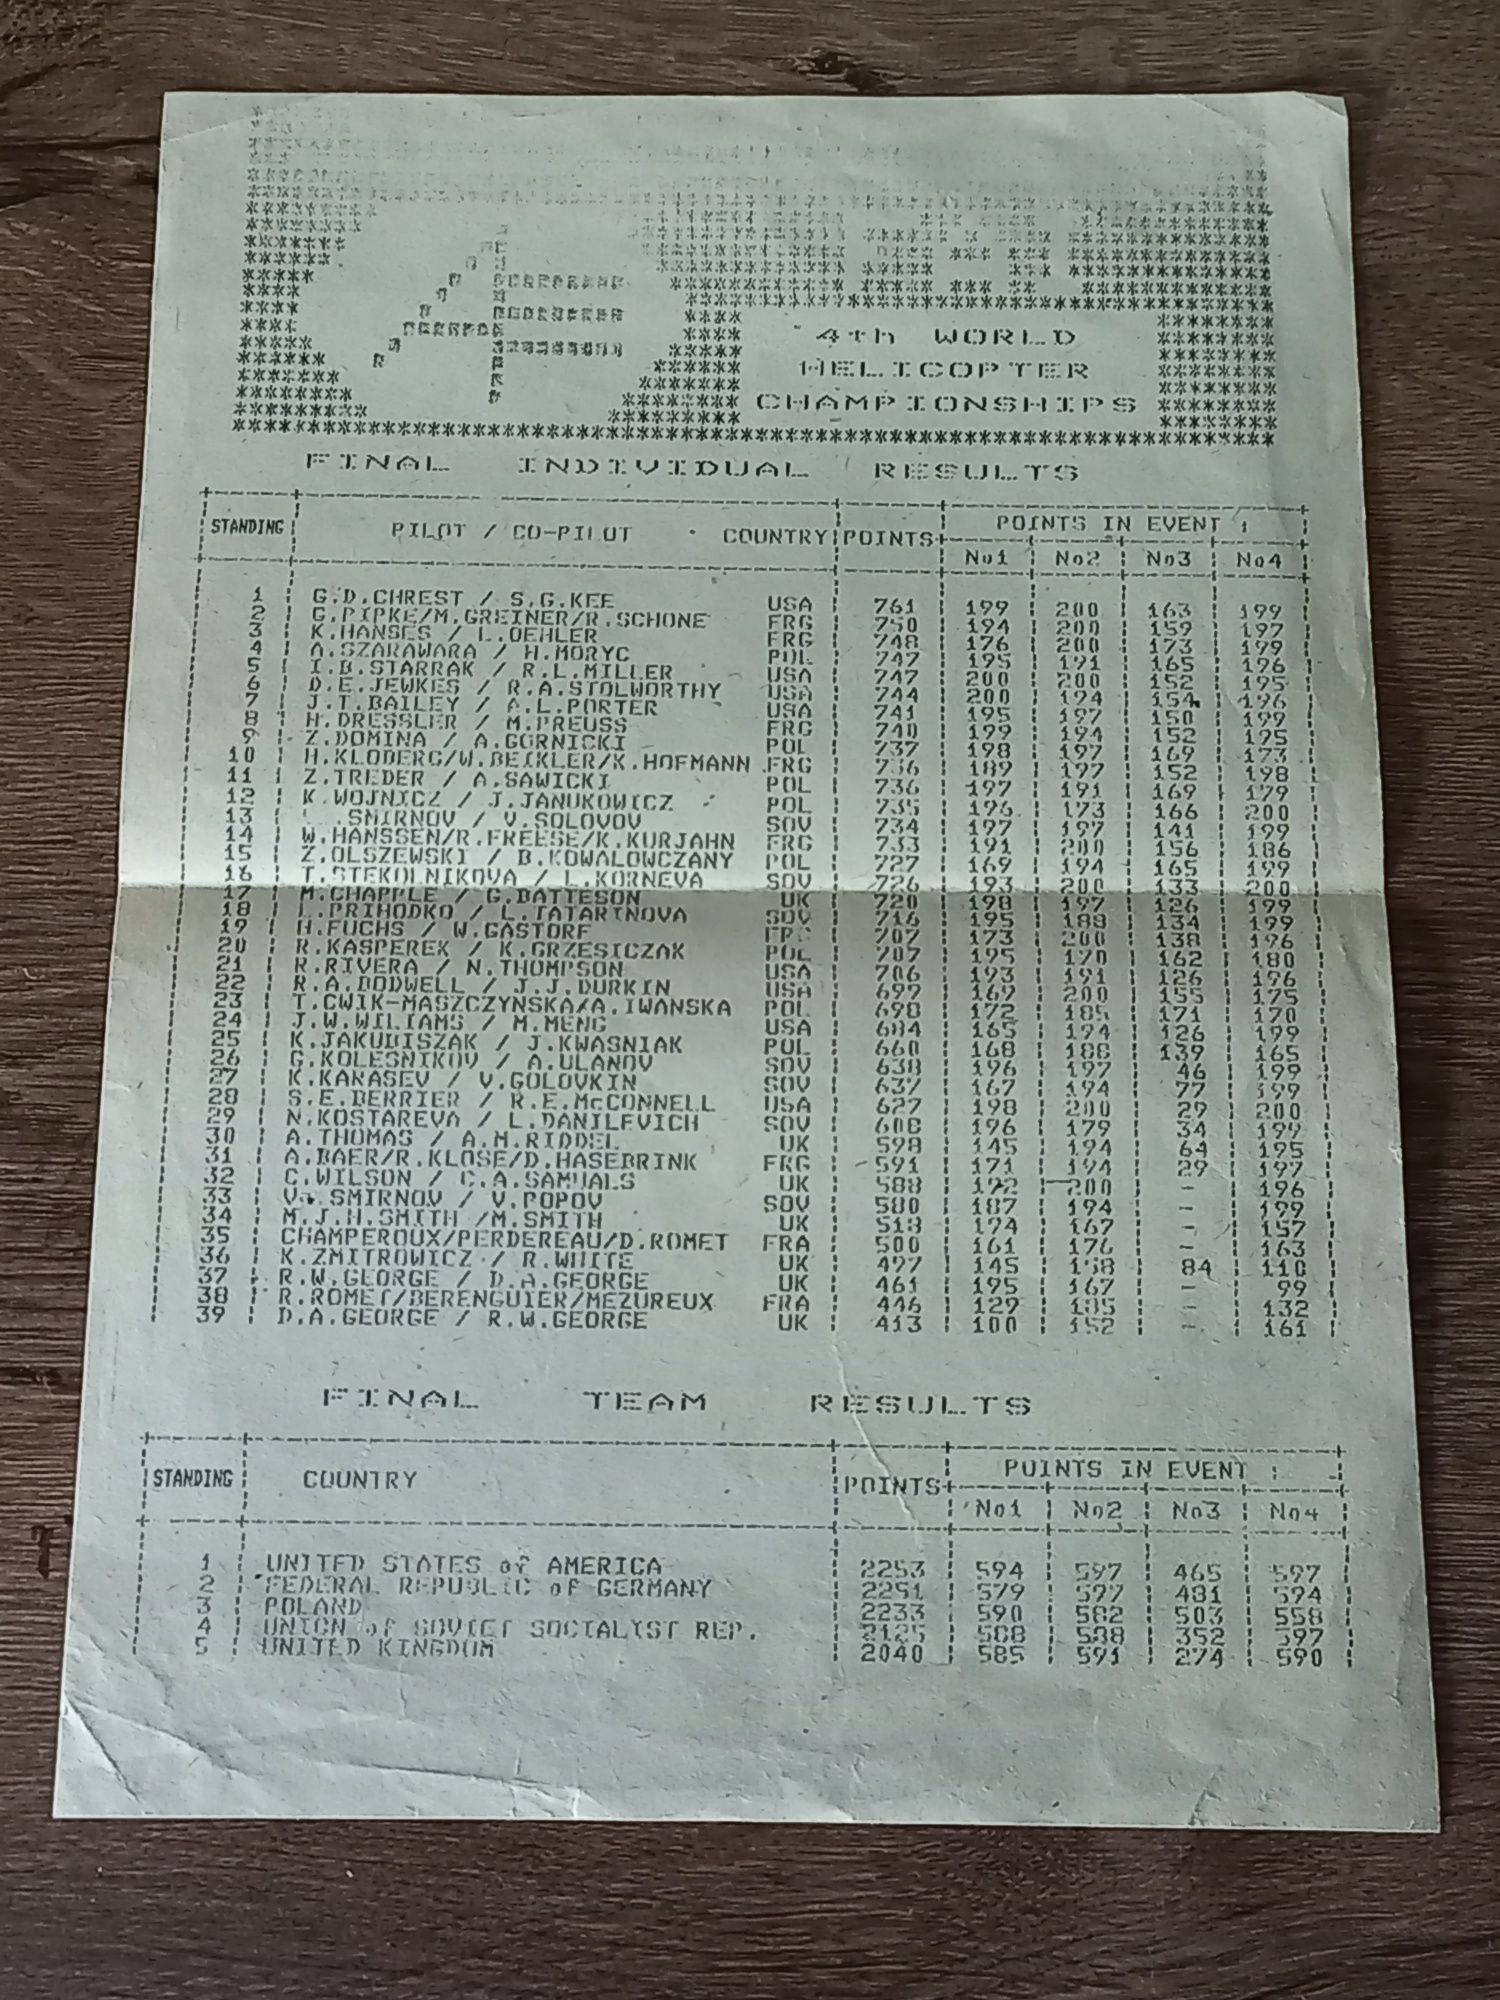 4th WORLD
HELICOPTER
CHAMPIONSHIPS
FINAL INDIVIDUAL RESULTS
STANDING PILOT / CO-PILOT COUNTRY POINTS POINTS IN EVENT :
No1 No2 No3 No4
1 G.D.CHREST / S.G.KEE USA 761 199 200 163 199
2 G.PIPKE/M.GREINER/R.SCHONE FRG 750 194 200 159 197
3 K.HANSES / L.OEHLER FRG 748 176 200 173 199
4 A.SZARAWARA / H.MORYC POL 747 195 191 165 196
5 I.B.STARRAK / R.L.MILLER USA 747 200 200 152 195
6 D.E.JEWKES / R.A.STOLWORTHY USA 744 200 194 154 196
7 J.T.BAILEY / A.L.PORTER USA 741 195 197 150 199
8 H.DRESSLER / M.PREUSS FRG 740 199 194 152 195
9 Z.DOMINA / A.GORNICKI POL 737 198 197 169 173
10 H.KLOBERG/W.BEIKLER/K.HOFMANN FRG 736 189 197 152 198
11 Z.TREDER / A.SAWICKI POL 736 197 191 169 179
12 K.WOJNICZ / J.JANUKOWICZ POL 735 196 173 166 200
13 .SMIRNOV / V.SOLOVOV SOV 734 197 197 141 199
14 W.HANSSEN/R.FREESE/K.KURJAHN FRG 733 191 200 156 186
15 Z.OLSZEWSKI / B.KOWALOWCZANY POL 727 169 194 165 199
16 T.STEKOLNIKOVA / L.KORNEVA SOV 726 193 200 133 200
17 M.CHAPPLE / G.BATTESON UK 720 198 197 126 199
18 L.PRIHODKO / L.TATARINOVA SOV 716 195 188 134 199
19 H.FUCHS / W.GASTORF FRG 707 173 200 138 196
20 R.KASPEREK / K.GRZESICZAK POL 707 195 170 162 180
21 R.RIVERA / N.THOMPSON USA 706 193 191 126 196
22 R.A.DODWELL / J.J.DURKIN USA 699 169 200 155 175
23 T.CWIK-MASZCZYNSKA/A.IWANSKA POL 698 172 185 171 170
24 J.W.WILIAMS / M.MENG USA 684 165 194 126 199
25 K.JAKUBISZAK / J.KWASNIAK POL 660 168 188 139 165
26 G.KOLESNIKOV / A.ULANOV SOV 638 196 197 46 199
27 K.KARASEV / V.GOLOVKIN SOV 637 167 194 77 199
28 S.E.BERRIER / R.E.McCONNELL USA 627 198 200 29 200
29 N.KOSTAREVA / L.DANILEVICH SOV 608 196 179 34 199
30 A.THOMAS / A.M.RIDDEL UK 598 145 194 64 195
31 A.BAER/R.KLOSE/D.HASEBRINK FRG 591 171 194 29 197
32 C.WILSON / C.A.SAMUALS UK 588 192 200 - 196
33 V.SMIRNOV / V.POPOV SOV 580 187 194 - 199
34 M.J.H.SMITH /M.SMITH UK 518 194 167 - 157
35 CHAMPEROUX/PERDEREAU/D.ROMET FRA 500 161 176 - 163
36 K.ZMITROWICZ / R.WHITE UK 497 145 158 84 110
37 R.W.GEORGE / D.A.GEORGE UK 461 195 167 - 99
38 R.ROMET/BERENGUIER/MEZUREUX FRA 446 129 185 - 132
39 D.A.GEORGE / R.W.GEORGE UK 413 100 152 - 161
FINAL TEAM RESULTS
STANDING COUNTRY POINTS POINTS IN EVENT :
No1 No2 No3 No4
1 UNITED STATES of AMERICA 2253 594 597 465 597
2 FEDERAL REPUBLIC of GERMANY 2251 579 597 481 594
3 POLAND 2233 590 582 503 558
4 UNION of SOVIET SOCIALIST REP. 2125 588 588 352 597
5 UNITED KINGDOM 2040 585 591 274 590